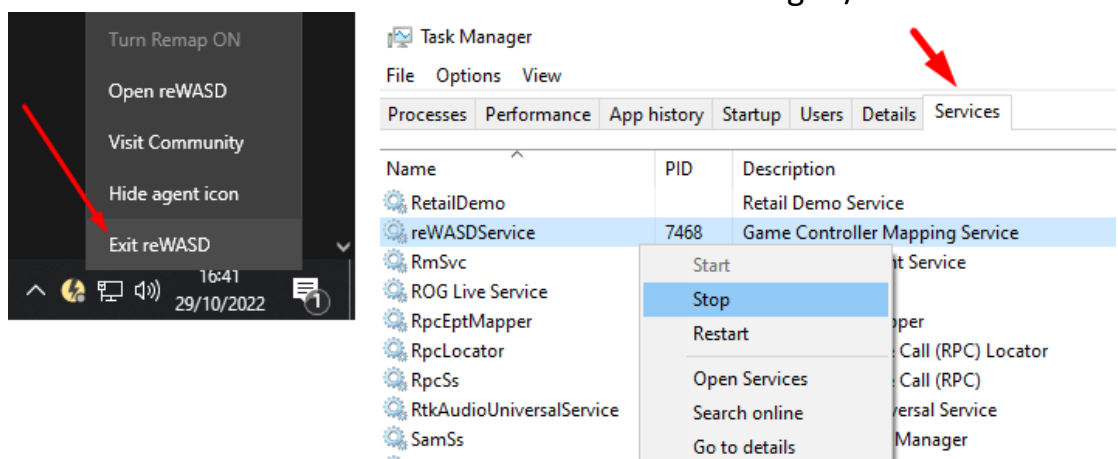 Turn Remap ON
Open reWASD
Visit Community
Hide agent icon
Exit reWASD
16:41
29/10/2022
1
Task Manager
File Options View
Processes Performance App history Startup Users Details Services
Name PID Description
RetailDemo Retail Demo Service
reWASDService 7468 Game Controller Mapping Service
RmSvc Start t Service
ROG Live Service Stop
RpcEptMapper Restart pper
RpcLocator Call (RPC) Locator
RpcSs Open Services Call (RPC)
RtkAudioUniversalService Search online versal Service
SamSs Go to details Manager